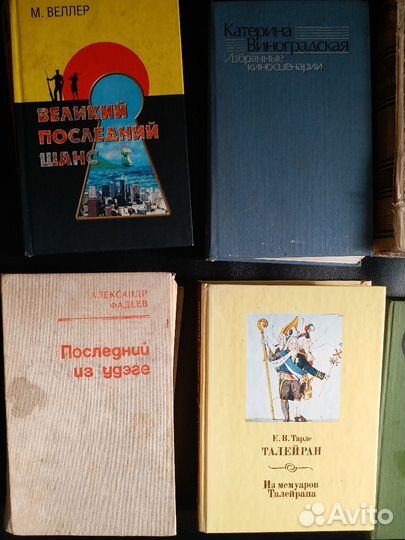 М. ВЕЛЛЕР
ВЕЛИКИЙ
ПОСЛЕДНИЙ
ШАНС
Катерина
Виноградская
Избранные
киносценарии
АЛЕКСАНДР
ФАДЕЕВ
Последний
из удэге
Е. В. Тарле
ТАЛЕЙРАН
Из мемуаров
Талейрана
Avito